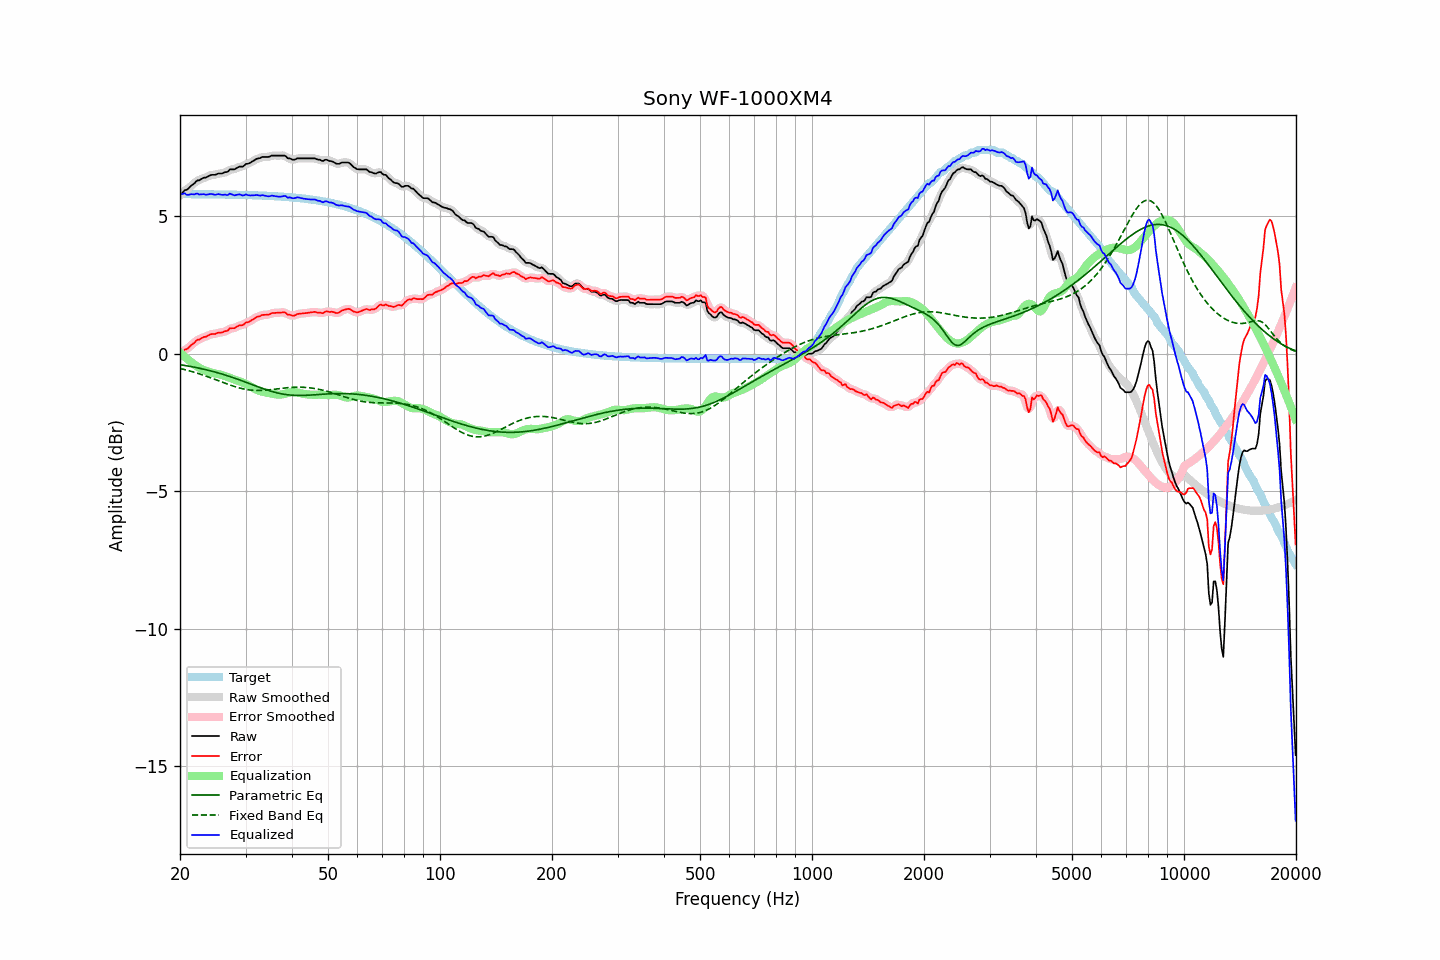 Sony WF-1000XM4
Amplitude (dBr)
5
0
−5
−10
−15
Target
Raw Smoothed
Error Smoothed
Raw
Error
Equalization
Parametric Eq
Fixed Band Eq
Equalized
20 50 100 200 500 1000 2000 5000 10000 20000
Frequency (Hz)